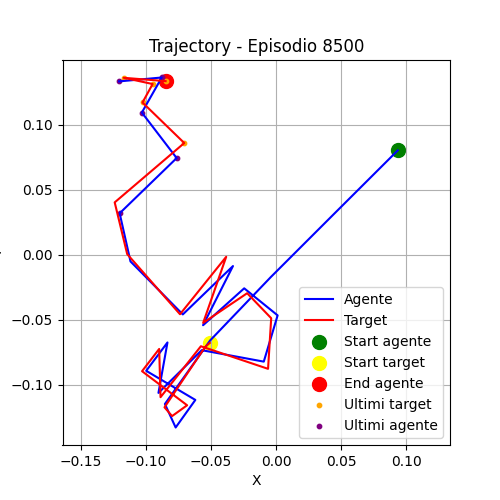 Trajectory - Episodio 8500
0.10
0.05
0.00
−0.05
−0.10
−0.15
−0.10
−0.05
0.00
0.05
0.10
X
Agente
Target
Start agente
Start target
End agente
Ultimi target
Ultimi agente